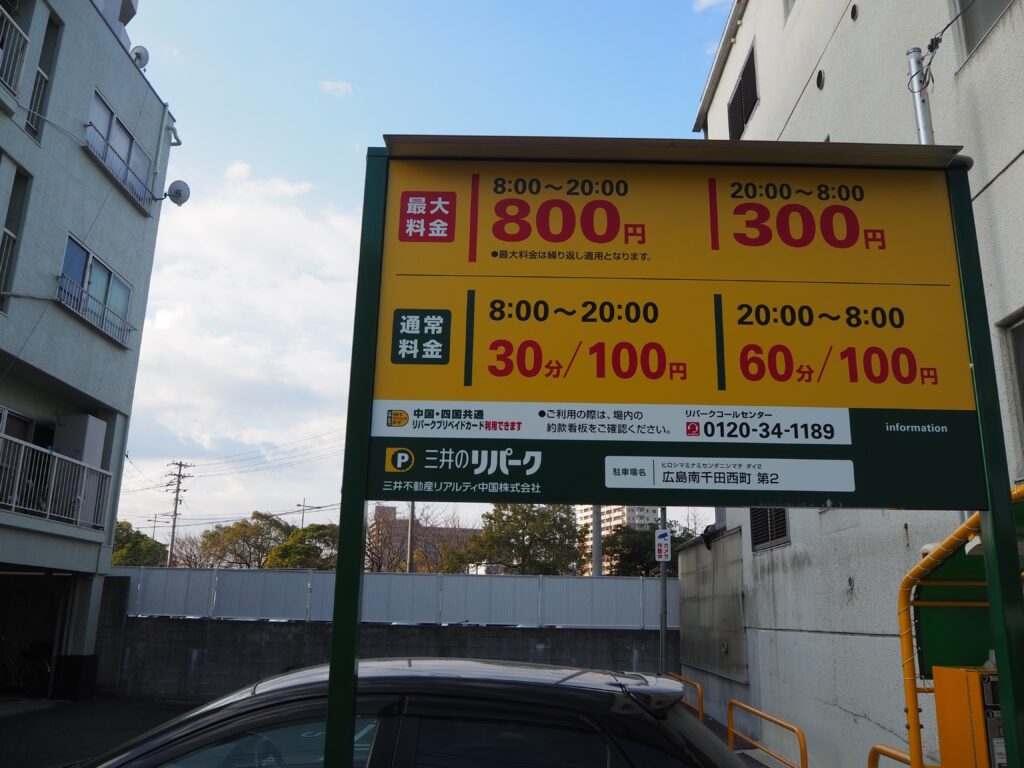 最大料金
8:00〜20:00
800円
●最大料金は繰り返し適用となります。
20:00〜8:00
300円
通常料金
8:00〜20:00
30分/100円
20:00〜8:00
60分/100円
中国・四国共通
リパークプリペイドカード利用できます
●ご利用の際は、場内の
約款看板をご確認ください。
リパークコールセンター
0120-34-1189
information
P 三井のリパーク
三井不動産リアルティ中国株式会社
駐車場名
ヒロシマミナミセンダニシマチ ダイ2
広島南千田西町 第2
カメラ
作動中